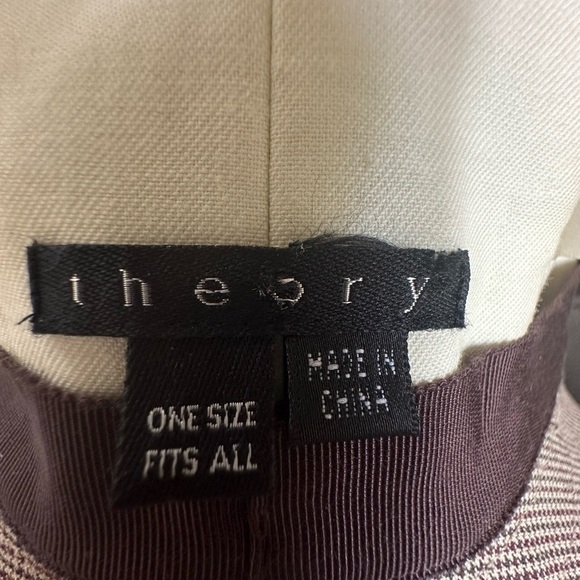 theory
ONE SIZE
FITS ALL
MADE IN
CHINA